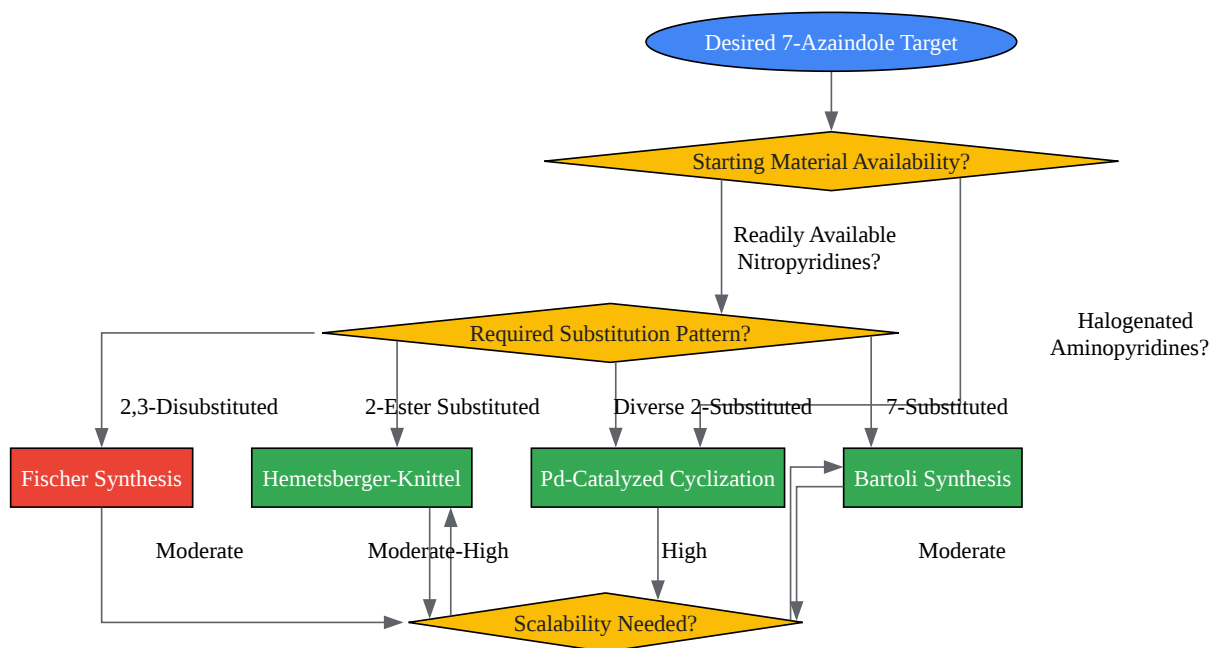 Desired 7-Azaindole Target
Starting Material Availability?
Readily Available
Nitropyridines?
Halogenated
Aminopyridines?
Required Substitution Pattern?
2,3-Disubstituted
2-Ester Substituted
Diverse 2-Substituted
7-Substituted
Fischer Synthesis
Hemetsberger-Knittel
Pd-Catalyzed Cyclization
Bartoli Synthesis
Moderate
Moderate-High
High
Moderate
Scalability Needed?